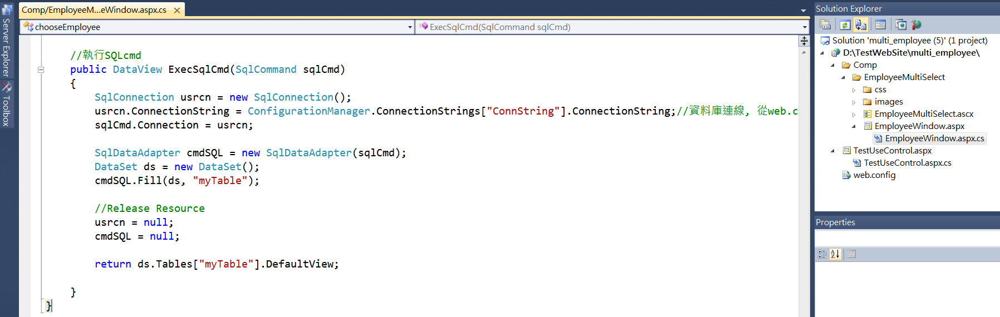 Comp/EmployeeM...eWindow.aspx.cs
chooseEmployee
ExecSqlCmd(SqlCommand sqlCmd)
Server Explorer
Toolbox
//執行SQLcmd
public DataView ExecSqlCmd(SqlCommand sqlCmd)
{
SqlConnection usrcn = new SqlConnection();
usrcn.ConnectionString = ConfigurationManager.ConnectionStrings["ConnString"].ConnectionString;//資料庫連線, 從web.c
sqlCmd.Connection = usrcn;
SqlDataAdapter cmdSQL = new SqlDataAdapter(sqlCmd);
DataSet ds = new DataSet();
cmdSQL.Fill(ds, "myTable");
//Release Resource
usrcn = null;
cmdSQL = null;
return ds.Tables["myTable"].DefaultView;
}
}
Solution Explorer
Solution 'multi_employee (5)' (1 project)
D:\TestWebSite\multi_employee\
Comp
EmployeeMultiSelect
css
images
EmployeeMultiSelect.ascx
EmployeeWindow.aspx
EmployeeWindow.aspx.cs
TestUseControl.aspx
TestUseControl.aspx.cs
web.config
Properties